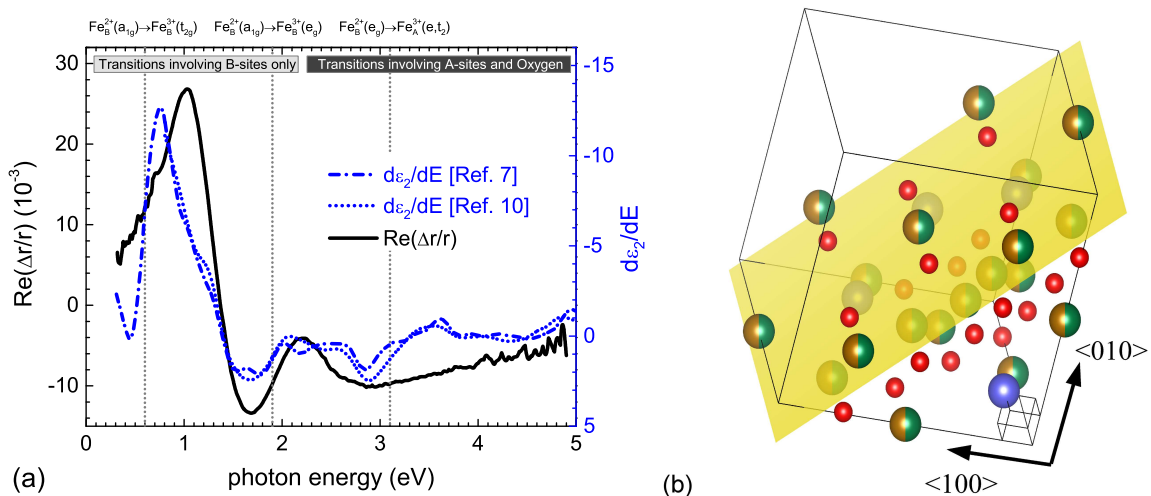 Fe_B^2+(a_1g)→Fe_B^3+(t_2g) Fe_B^2+(a_1g)→Fe_B^3+(e_g) Fe_B^2+(e_g)→Fe_A^3+(e,t_2)
Transitions involving B-sites only Transitions involving A-sites and Oxygen
30
20
10
0
-10
Re(Δr/r) (10^-3)
dε_2/dE [Ref. 7]
dε_2/dE [Ref. 10]
Re(Δr/r)
-15
-10
-5
0
5
dε_2/dE
0 1 2 3 4 5
photon energy (eV)
(a)
<010>
<100>
(b)